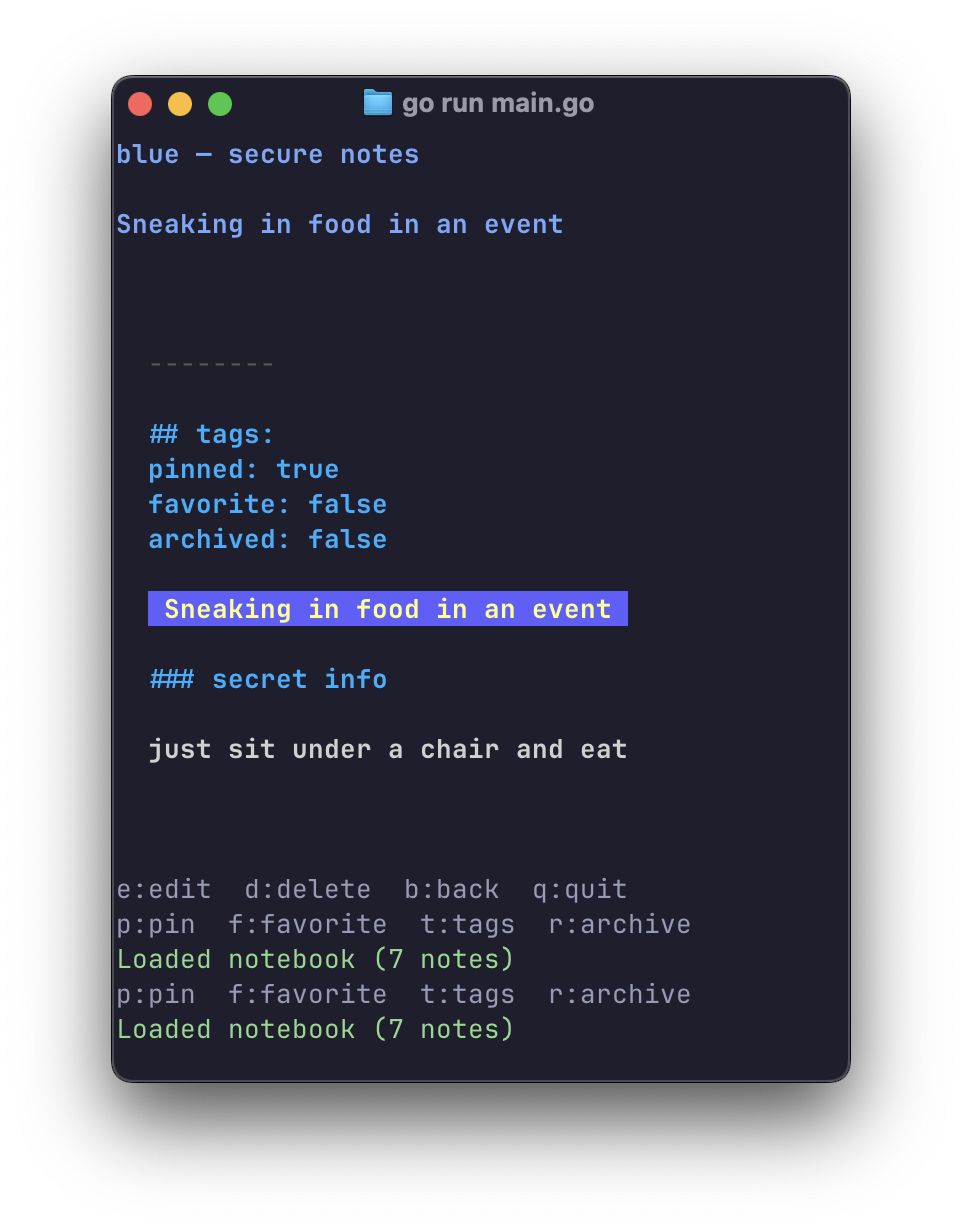 go run main.go
blue — secure notes
Sneaking in food in an event
--------
## tags:
pinned: true
favorite: false
archived: false
Sneaking in food in an event
### secret info
just sit under a chair and eat
e:edit  d:delete  b:back  q:quit
p:pin  f:favorite  t:tags  r:archive
Loaded notebook (7 notes)
p:pin  f:favorite  t:tags  r:archive
Loaded notebook (7 notes)